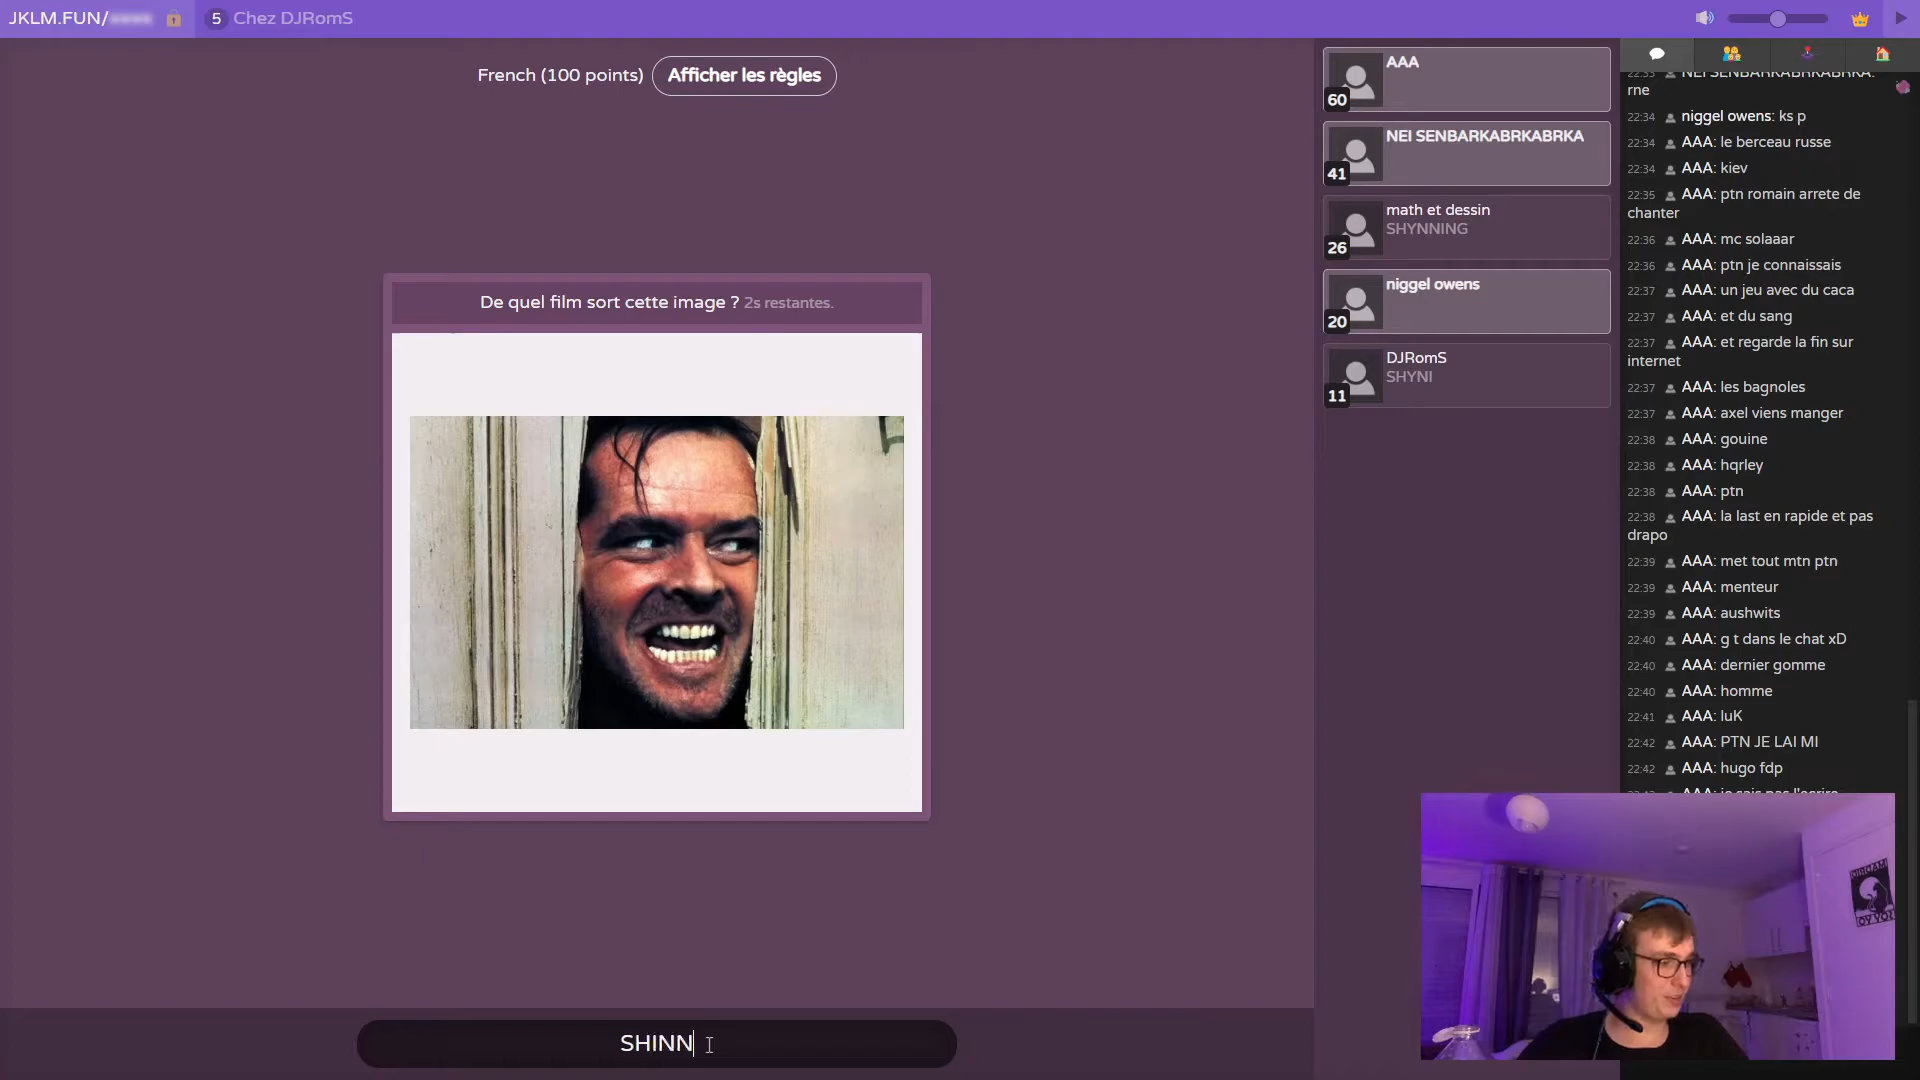 JKLM.FUN/
5 Chez DJRomS
French (100 points) Afficher les règles
De quel film sort cette image ? 2s restantes.
SHINN
AAA
60
NEI SENBARKABRKABRKA
41
math et dessin
SHYNNING
26
niggel owens
20
DJRomS
SHYNI
11
22:33 NEI SENBARKABRKABRKA:
rne
22:34 niggel owens: ks p
22:34 AAA: le berceau russe
22:34 AAA: kiev
22:35 AAA: ptn romain arrete de
chanter
22:36 AAA: mc solaaar
22:36 AAA: ptn je connaissais
22:37 AAA: un jeu avec du caca
22:37 AAA: et du sang
22:37 AAA: et regarde la fin sur
internet
22:37 AAA: les bagnoles
22:37 AAA: axel viens manger
22:38 AAA: gouine
22:38 AAA: hqrley
22:38 AAA: ptn
22:38 AAA: la last en rapide et pas
drapo
22:39 AAA: met tout mtn ptn
22:39 AAA: menteur
22:39 AAA: aushwits
22:40 AAA: g t dans le chat xD
22:40 AAA: dernier gomme
22:40 AAA: homme
22:41 AAA: luK
22:42 AAA: PTN JE LAI MI
22:42 AAA: hugo fdp
AAA: je sais pas l'ecrire